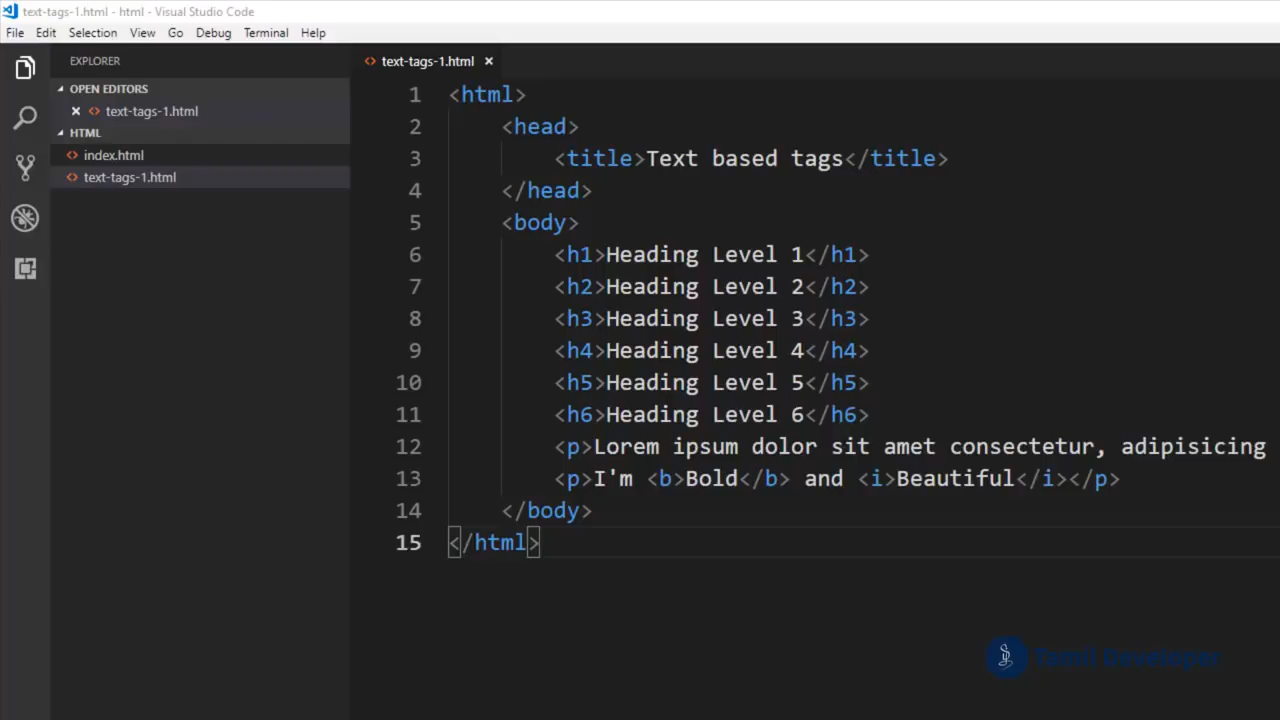 text-tags-1.html - html - Visual Studio Code
File Edit Selection View Go Debug Terminal Help
EXPLORER
OPEN EDITORS
text-tags-1.html
HTML
index.html
text-tags-1.html
text-tags-1.html
1 <html>
2 <head>
3 <title>Text based tags</title>
4 </head>
5 <body>
6 <h1>Heading Level 1</h1>
7 <h2>Heading Level 2</h2>
8 <h3>Heading Level 3</h3>
9 <h4>Heading Level 4</h4>
10 <h5>Heading Level 5</h5>
11 <h6>Heading Level 6</h6>
12 <p>Lorem ipsum dolor sit amet consectetur, adipisicing
13 <p>I'm <b>Bold</b> and <i>Beautiful</i></p>
14 </body>
15 </html>
Tamil Developer